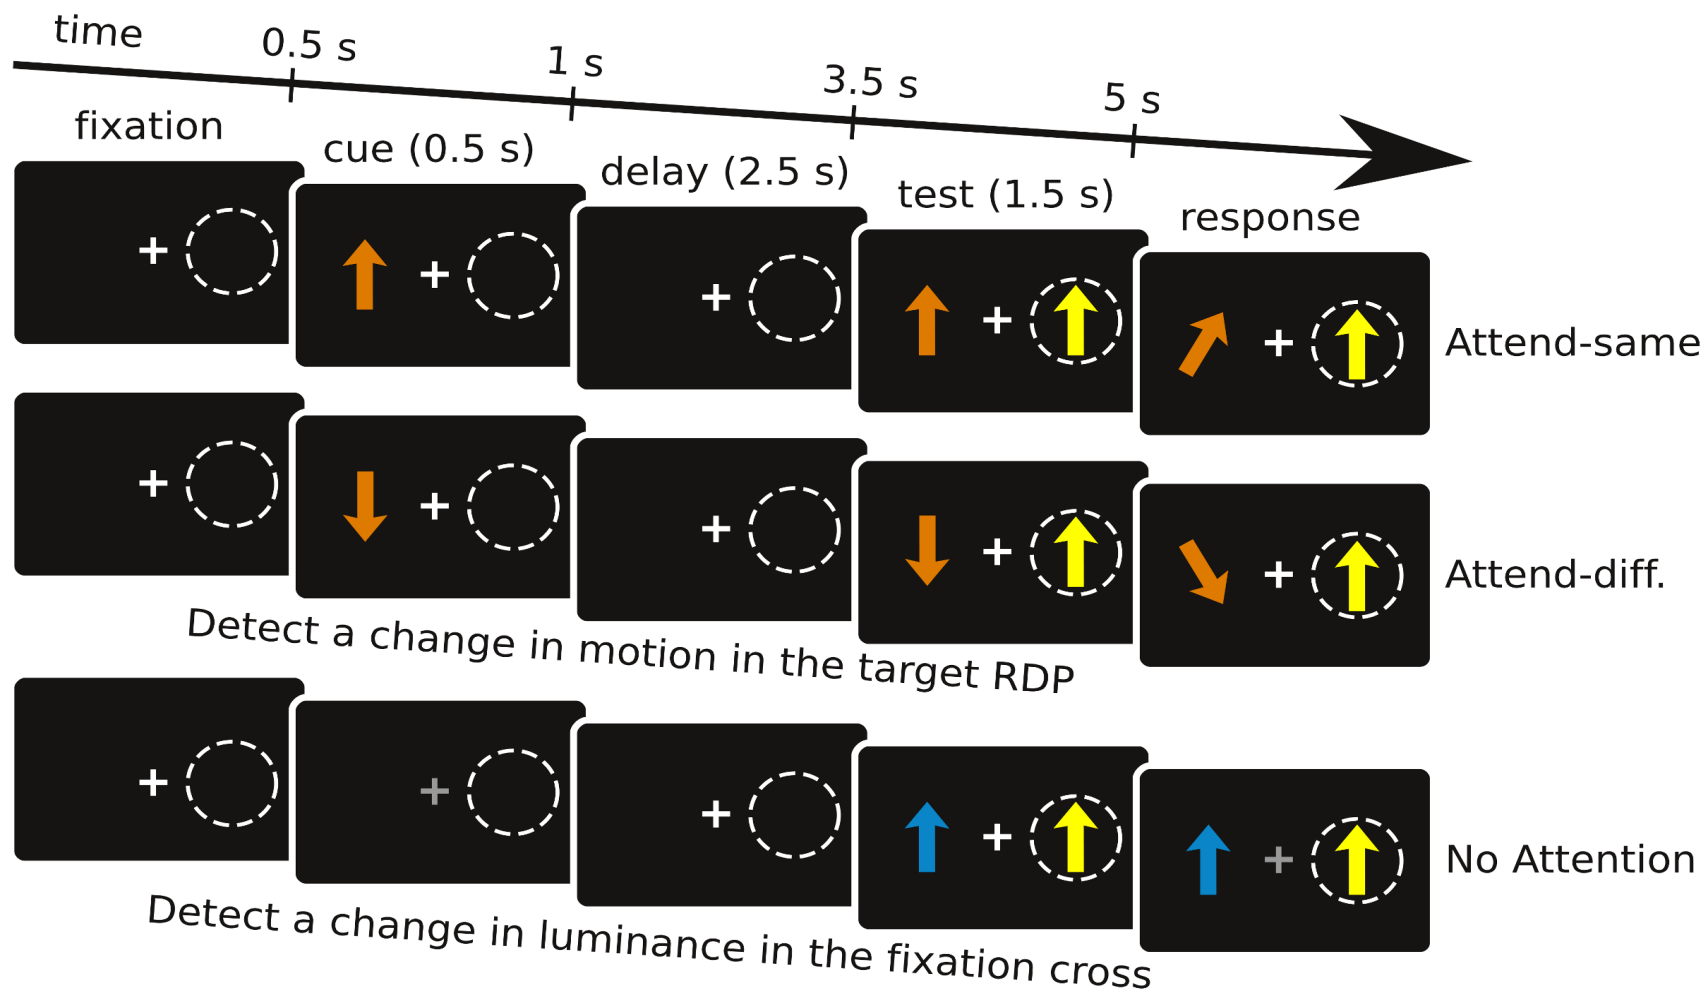 time
0.5 s
1 s
3.5 s
5 s
fixation
cue (0.5 s)
delay (2.5 s)
test (1.5 s)
response
Attend-same
Attend-diff.
Detect a change in motion in the target RDP
No Attention
Detect a change in luminance in the fixation cross